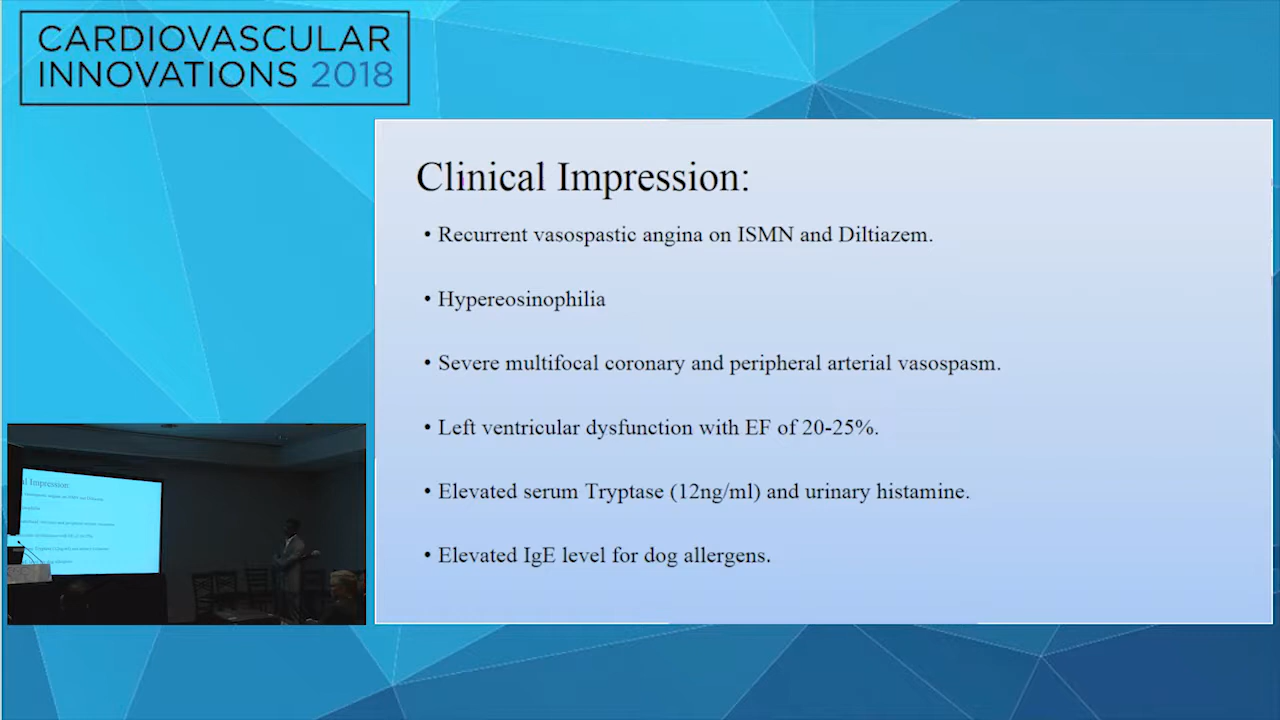 CARDIOVASCULAR
INNOVATIONS 2018
Clinical Impression:
• Recurrent vasospastic angina on ISMN and Diltiazem.
• Hypereosinophilia
• Severe multifocal coronary and peripheral arterial vasospasm.
• Left ventricular dysfunction with EF of 20-25%.
• Elevated serum Tryptase (12ng/ml) and urinary histamine.
• Elevated IgE level for dog allergens.
al Impression: